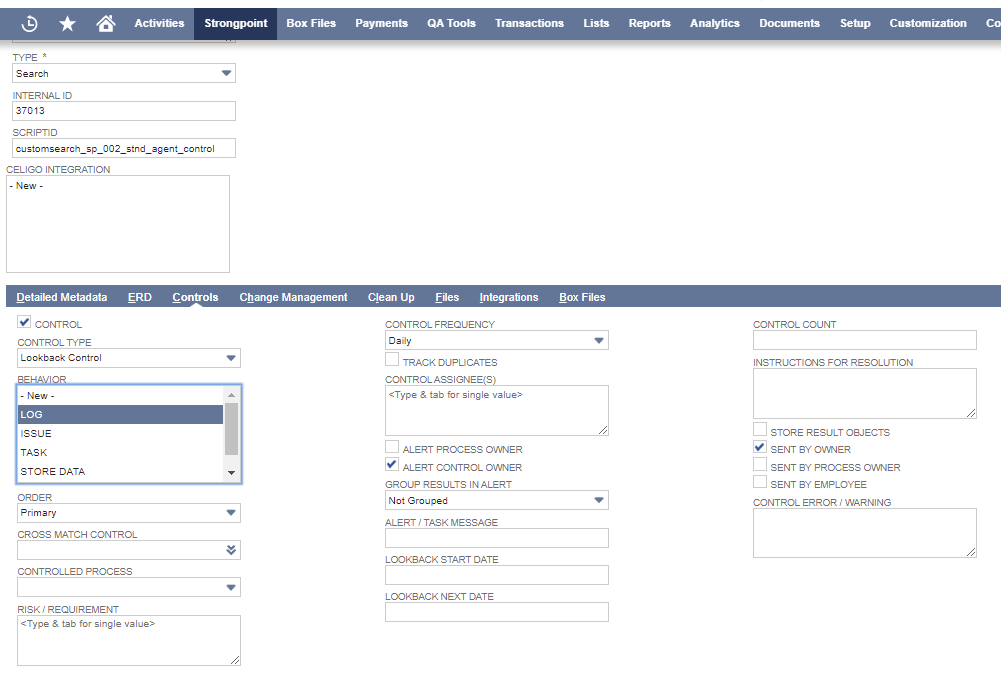 Activities Strongpoint Box Files Payments QA Tools Transactions Lists Reports Analytics Documents Setup Customization Co
TYPE *
Search
INTERNAL ID
37013
SCRIPTID
customsearch_sp_002_stnd_agent_control
CELIGO INTEGRATION
- New -
Detailed Metadata ERD Controls Change Management Clean Up Files Integrations Box Files
CONTROL
CONTROL TYPE
Lookback Control
BEHAVIOR
- New -
LOG
ISSUE
TASK
STORE DATA
ORDER
Primary
CROSS MATCH CONTROL
CONTROLLED PROCESS
RISK / REQUIREMENT
<Type & tab for single value>
CONTROL FREQUENCY
Daily
TRACK DUPLICATES
CONTROL ASSIGNEE(S)
<Type & tab for single value>
ALERT PROCESS OWNER
ALERT CONTROL OWNER
GROUP RESULTS IN ALERT
Not Grouped
ALERT / TASK MESSAGE
LOOKBACK START DATE
LOOKBACK NEXT DATE
CONTROL COUNT
INSTRUCTIONS FOR RESOLUTION
STORE RESULT OBJECTS
SENT BY OWNER
SENT BY PROCESS OWNER
SENT BY EMPLOYEE
CONTROL ERROR / WARNING